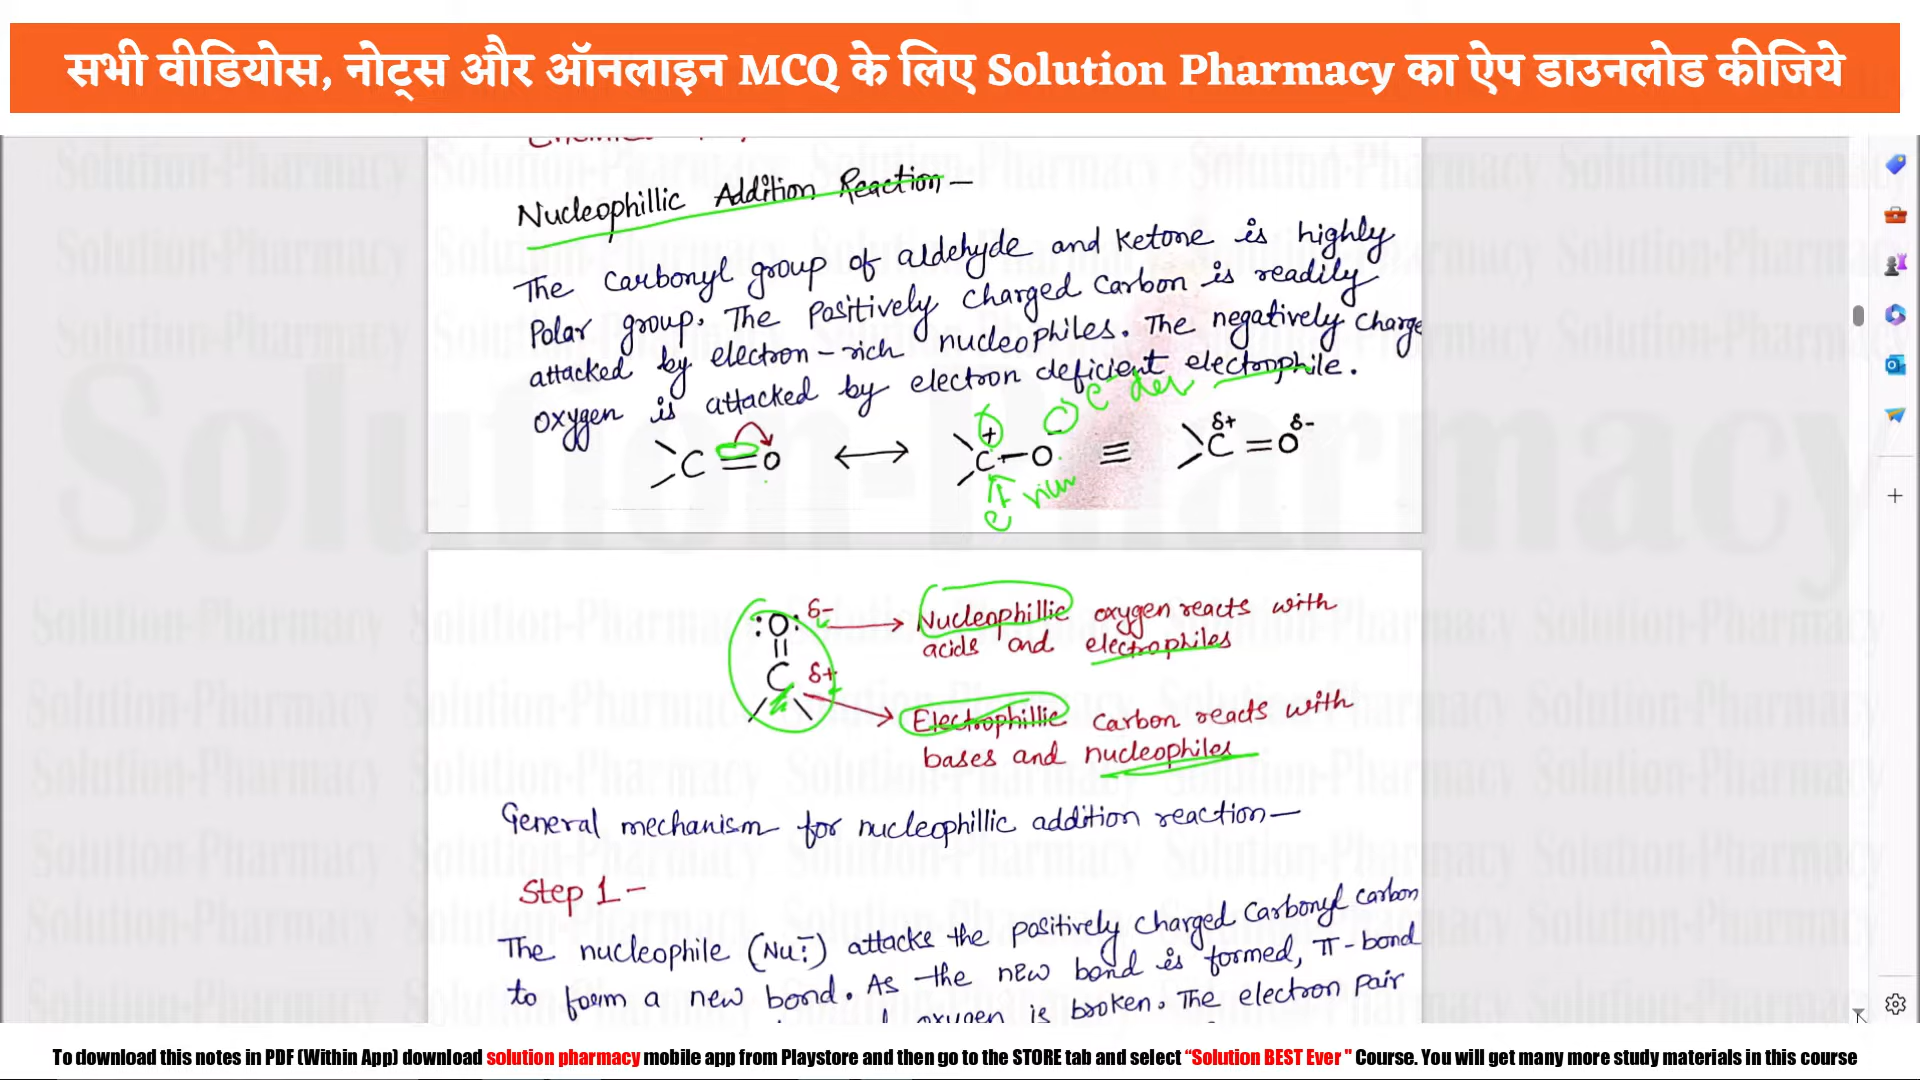 सभी वीडियोस, नोट्स और ऑनलाइन MCQ के लिए Solution Pharmacy का ऐप डाउनलोड कीजिये
Nucleophillic Addition Reaction –
The Carbonyl group of aldehyde and Ketone is highly
Polar group. The Positively charged Carbon is readily
attacked by electron-rich nucleophiles. The negatively charge
oxygen is attacked by electron deficient electrophile.
C=O ↔ C⁺–O⁻ ≡ Cδ+=Oδ-
:O: δ- → Nucleophillic oxygen reacts with
acids and electrophiles
C δ+ → Electrophillic Carbon reacts with
bases and nucleophiles
General mechanism for nucleophillic addition reaction –
Step 1 –
The nucleophile (Nu:⁻) attacks the positively charged Carbonyl carbon
to form a new bond. As the new bond is formed, π-bond
oxygen is broken. The electron pair
Solution-Pharmacy
To download this notes in PDF (Within App) download solution pharmacy mobile app from Playstore and then go to the STORE tab and select "Solution BEST Ever " Course. You will get many more study materials in this course